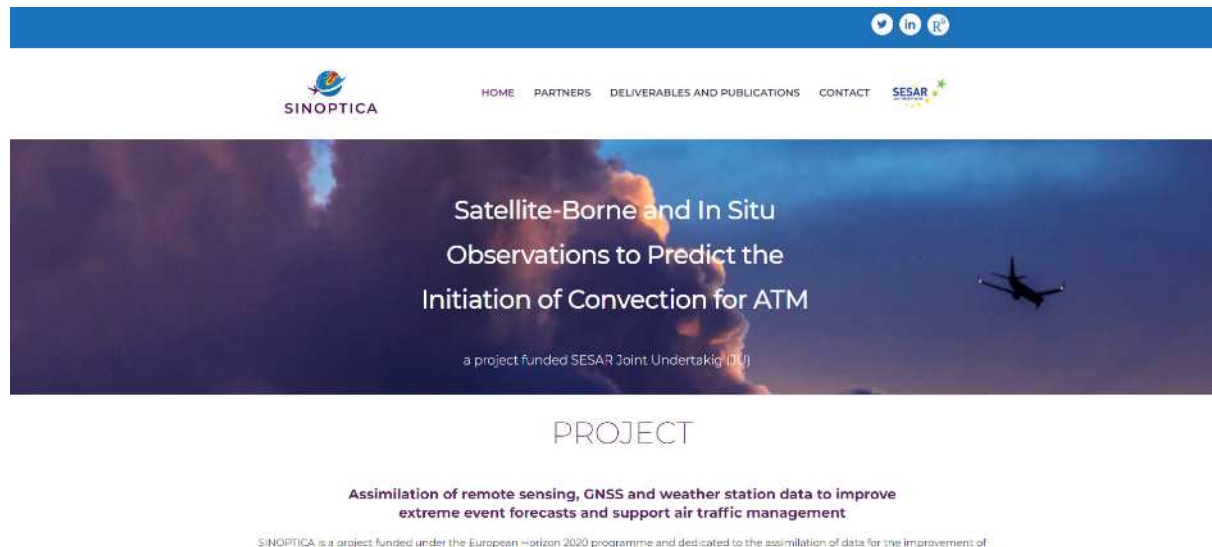 SINOPTICA
HOME PARTNERS DELIVERABLES AND PUBLICATIONS CONTACT SESAR
Satellite-Borne and In Situ
Observations to Predict the
Initiation of Convection for ATM
a project funded SESAR Joint Undertakig (JU)
PROJECT
Assimilation of remote sensing, GNSS and weather station data to improve
extreme event forecasts and support air traffic management
SINOPTICA is a project funded under the European Horizon 2020 programme and dedicated to the assimilation of data for the improvement of